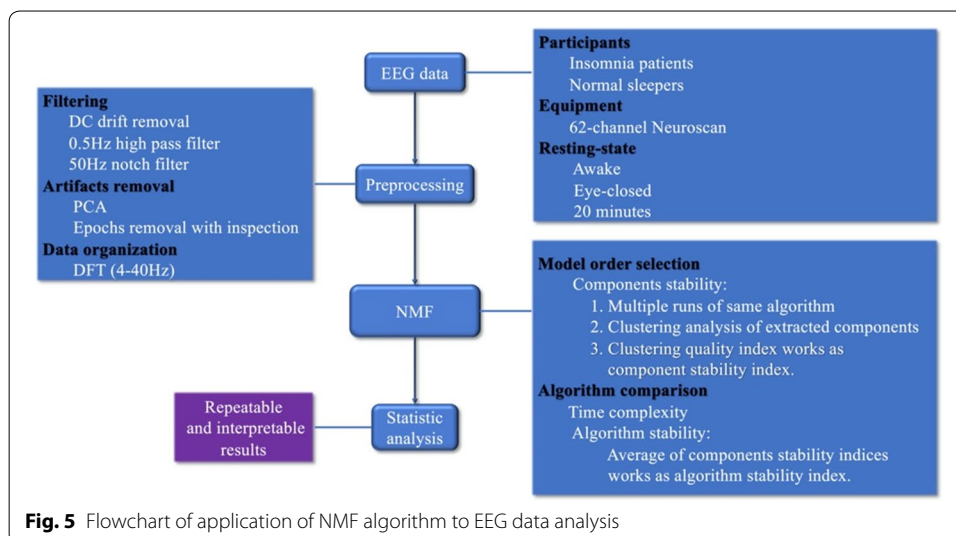 EEG data
Participants
Insomnia patients
Normal sleepers
Equipment
62-channel Neuroscan
Resting-state
Awake
Eye-closed
20 minutes
Filtering
DC drift removal
0.5Hz high pass filter
50Hz notch filter
Artifacts removal
PCA
Epochs removal with inspection
Data organization
DFT (4-40Hz)
Preprocessing
NMF
Model order selection
Components stability:
1. Multiple runs of same algorithm
2. Clustering analysis of extracted components
3. Clustering quality index works as
component stability index.
Algorithm comparison
Time complexity
Algorithm stability:
Average of components stability indices
works as algorithm stability index.
Statistic
analysis
Repeatable
and interpretable
results
Fig. 5 Flowchart of application of NMF algorithm to EEG data analysis